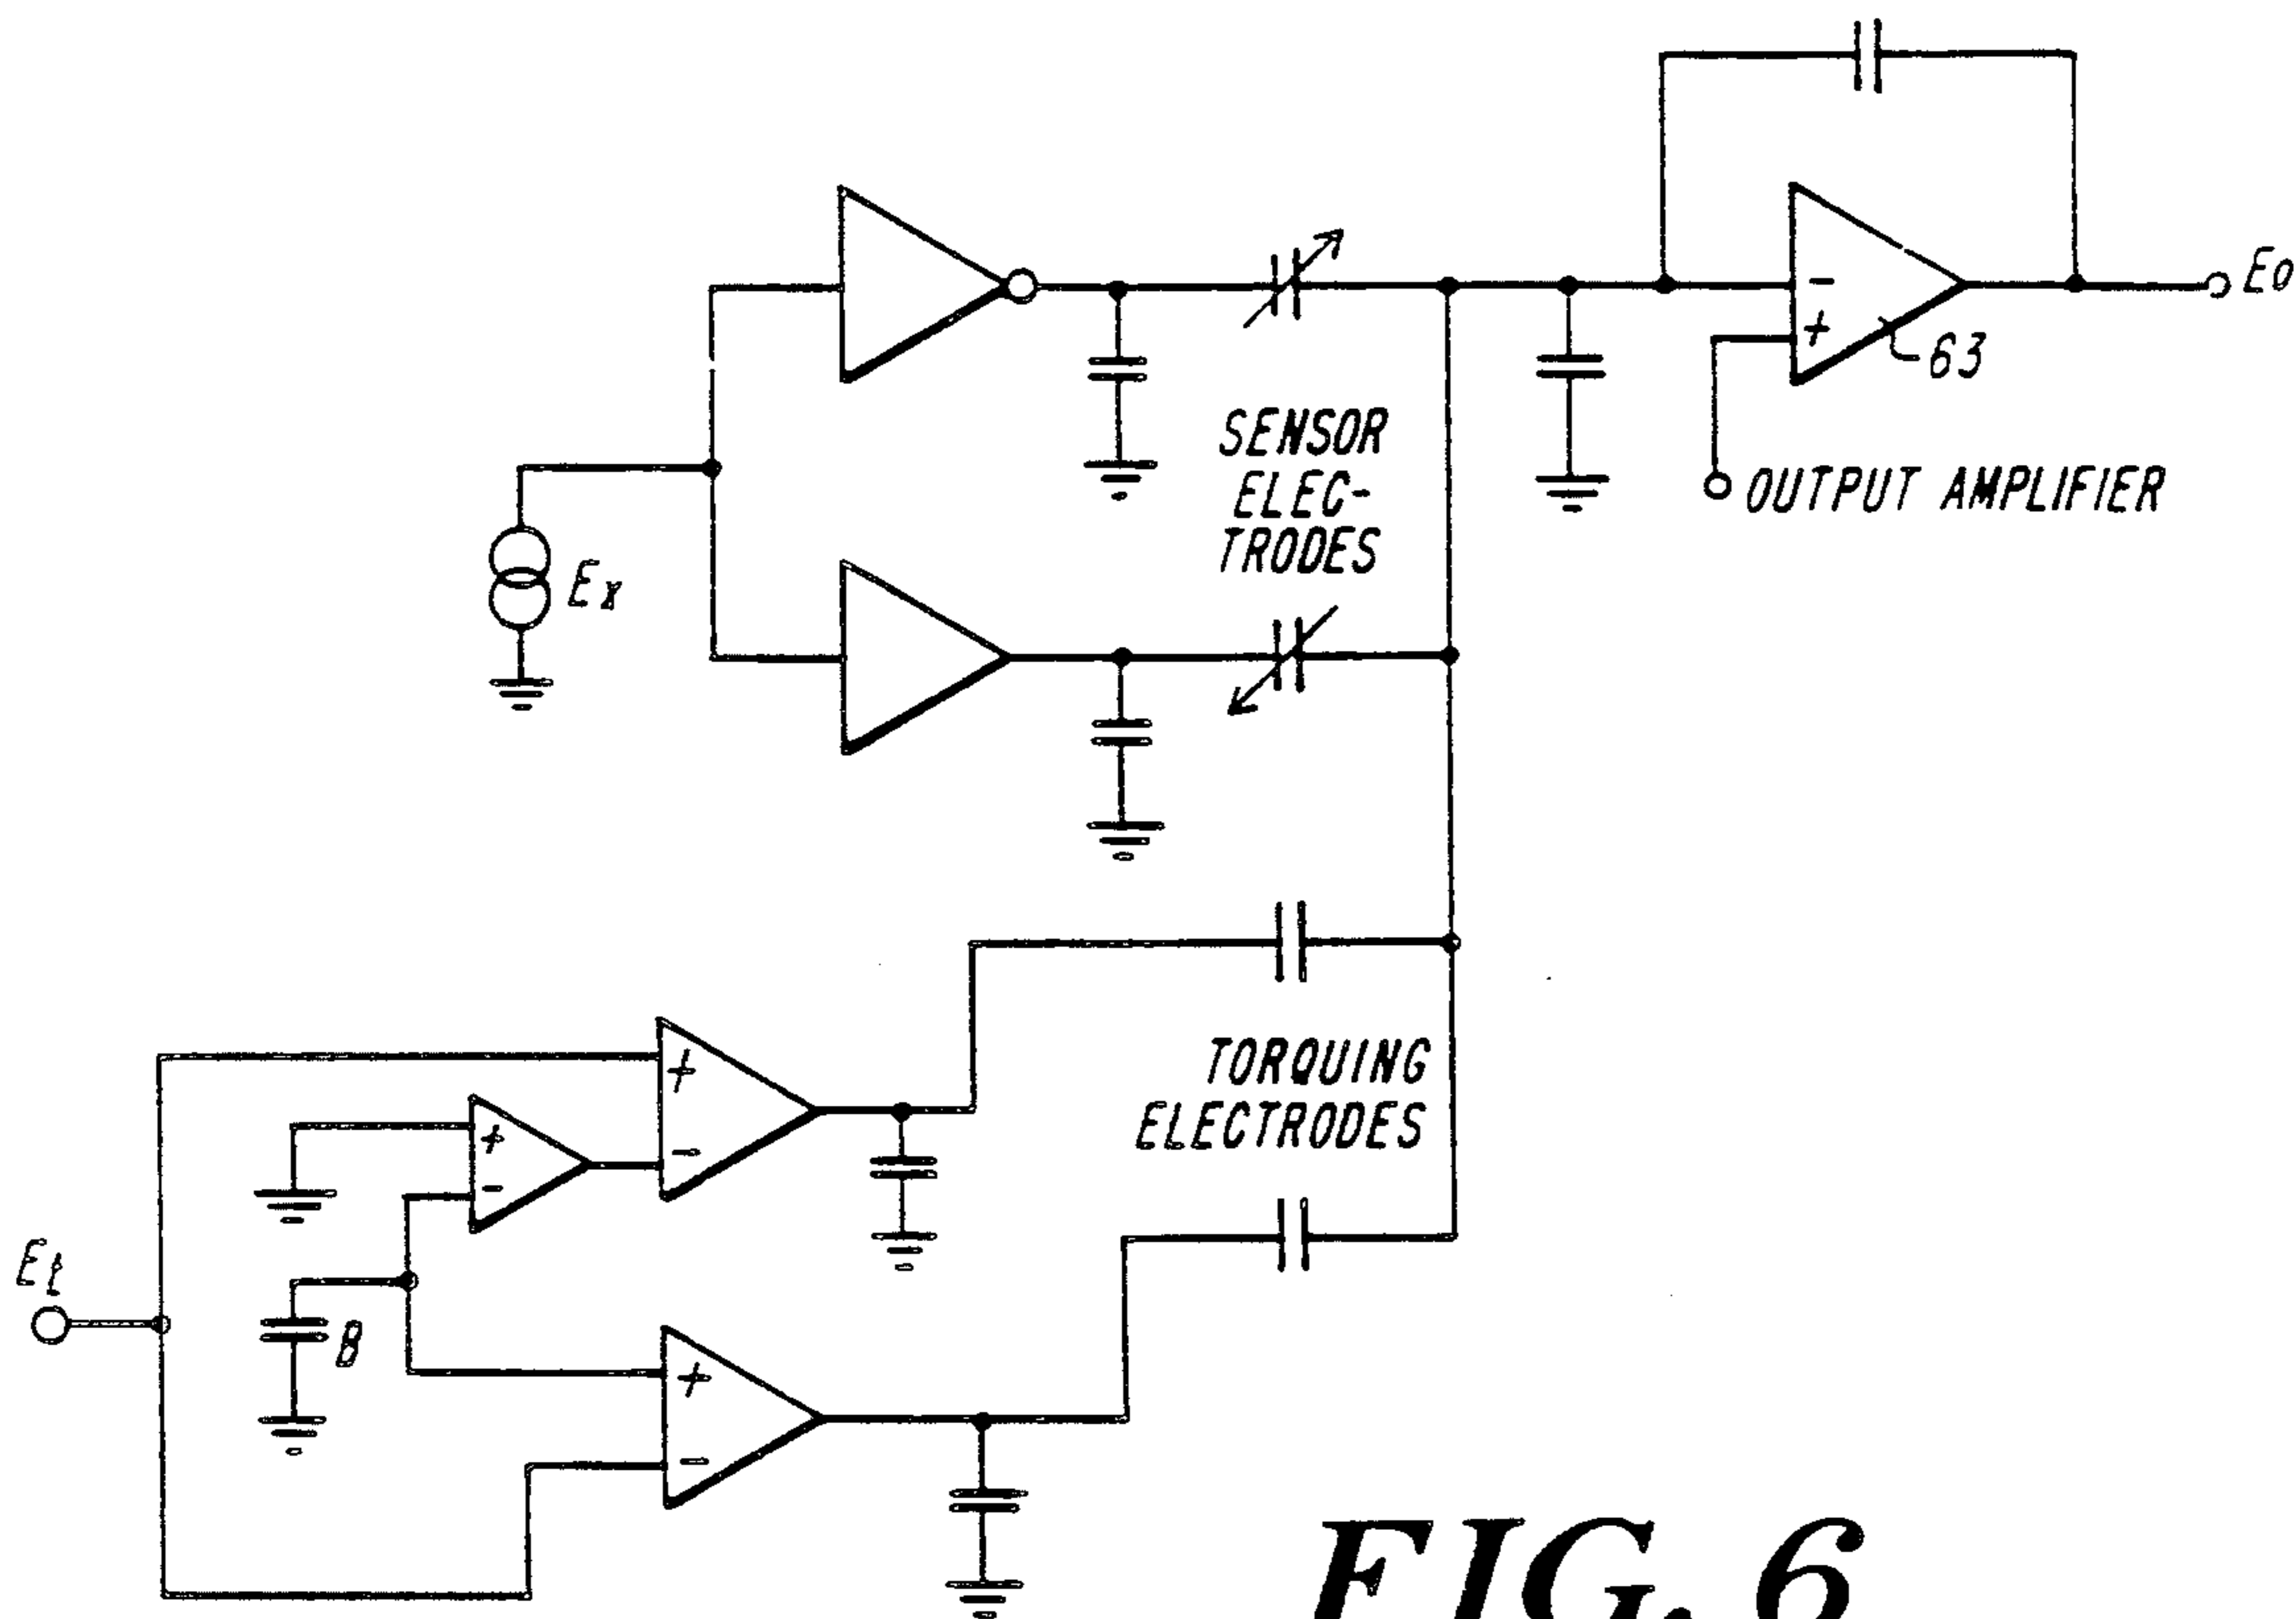 Eo
-
+
63
SENSOR
ELEC-
TRODES
OUTPUT AMPLIFIER
Ex
+
-
TORQUING
ELECTRODES
+
-
Et
B
+
-
FIG. 6